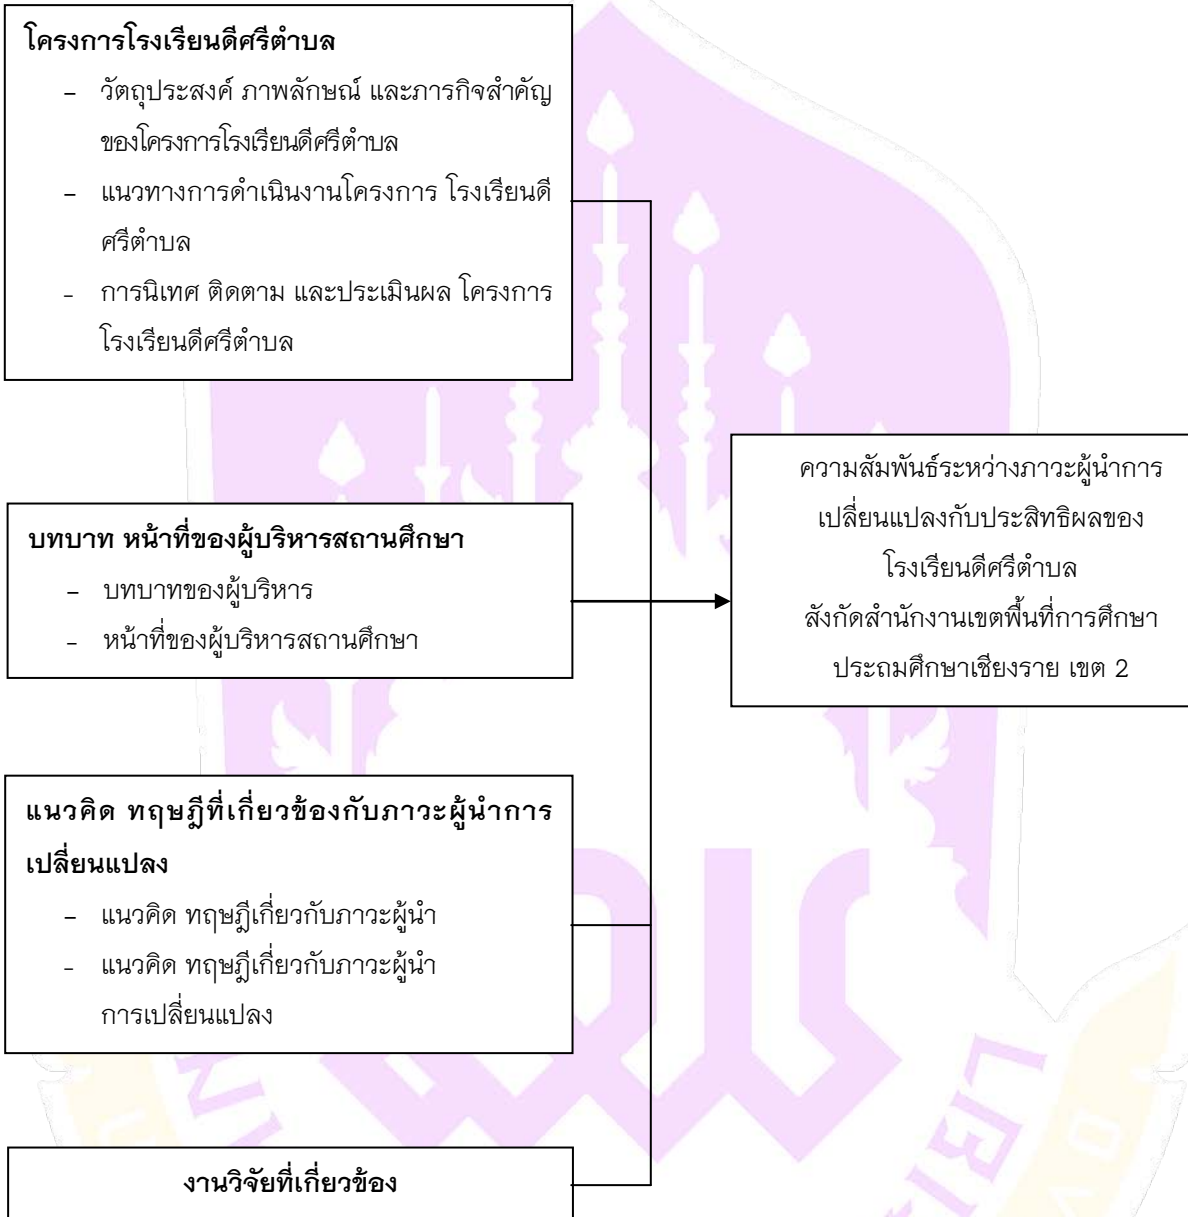 โครงการโรงเรียนดีศรีตำบล
- วัตถุประสงค์ ภาพลักษณ์ และภารกิจสำคัญ
ของโครงการโรงเรียนดีศรีตำบล
- แนวทางการดำเนินงานโครงการ โรงเรียนดี
ศรีตำบล
- การนิเทศ ติดตาม และประเมินผล โครงการ
โรงเรียนดีศรีตำบล
บทบาท หน้าที่ของผู้บริหารสถานศึกษา
- บทบาทของผู้บริหาร
- หน้าที่ของผู้บริหารสถานศึกษา
แนวคิด ทฤษฎีที่เกี่ยวข้องกับภาวะผู้นำการ
เปลี่ยนแปลง
- แนวคิด ทฤษฎีเกี่ยวกับภาวะผู้นำ
- แนวคิด ทฤษฎีเกี่ยวกับภาวะผู้นำ
การเปลี่ยนแปลง
งานวิจัยที่เกี่ยวข้อง
ความสัมพันธ์ระหว่างภาวะผู้นำการ
เปลี่ยนแปลงกับประสิทธิผลของ
โรงเรียนดีศรีตำบล
สังกัดสำนักงานเขตพื้นที่การศึกษา
ประถมศึกษาเชียงราย เขต 2